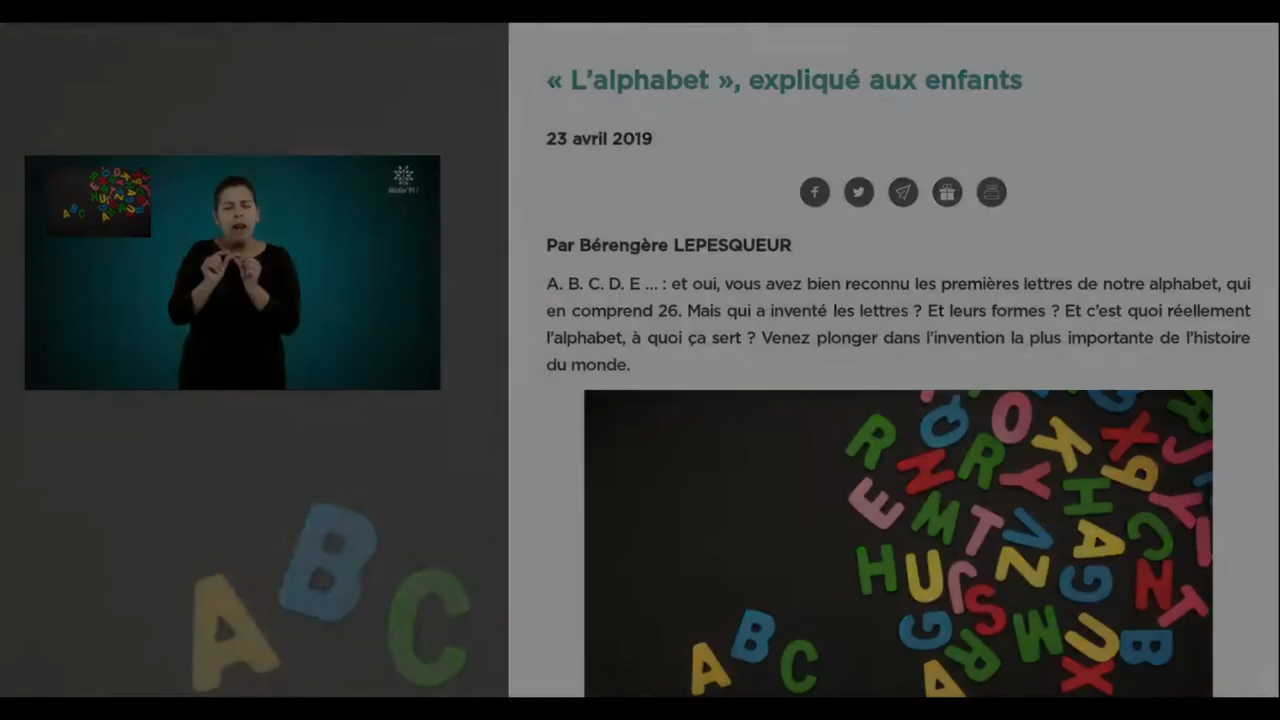 « L'alphabet », expliqué aux enfants
23 avril 2019
Média'Pi !
Par Bérengère LEPESQUEUR
A. B. C. D. E ... : et oui, vous avez bien reconnu les premières lettres de notre alphabet, qui
en comprend 26. Mais qui a inventé les lettres ? Et leurs formes ? Et c'est quoi réellement
l'alphabet, à quoi ça sert ? Venez plonger dans l'invention la plus importante de l'histoire
du monde.
A B C
A B C